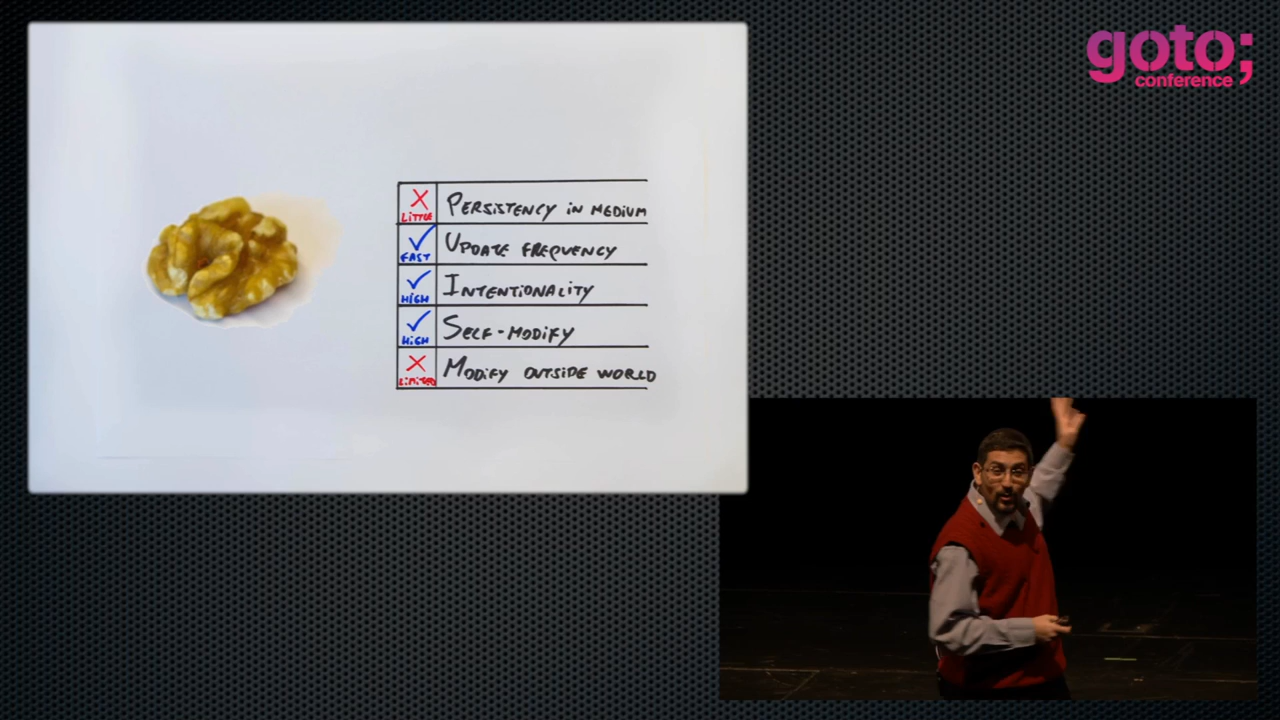 goto;
conference
X LITTLE PERSISTENCY IN MEDIUM
✓ FAST UPDATE FREQUENCY
✓ HIGH INTENTIONALITY
✓ HIGH SELF-MODIFY
X LIMITED MODIFY OUTSIDE WORLD